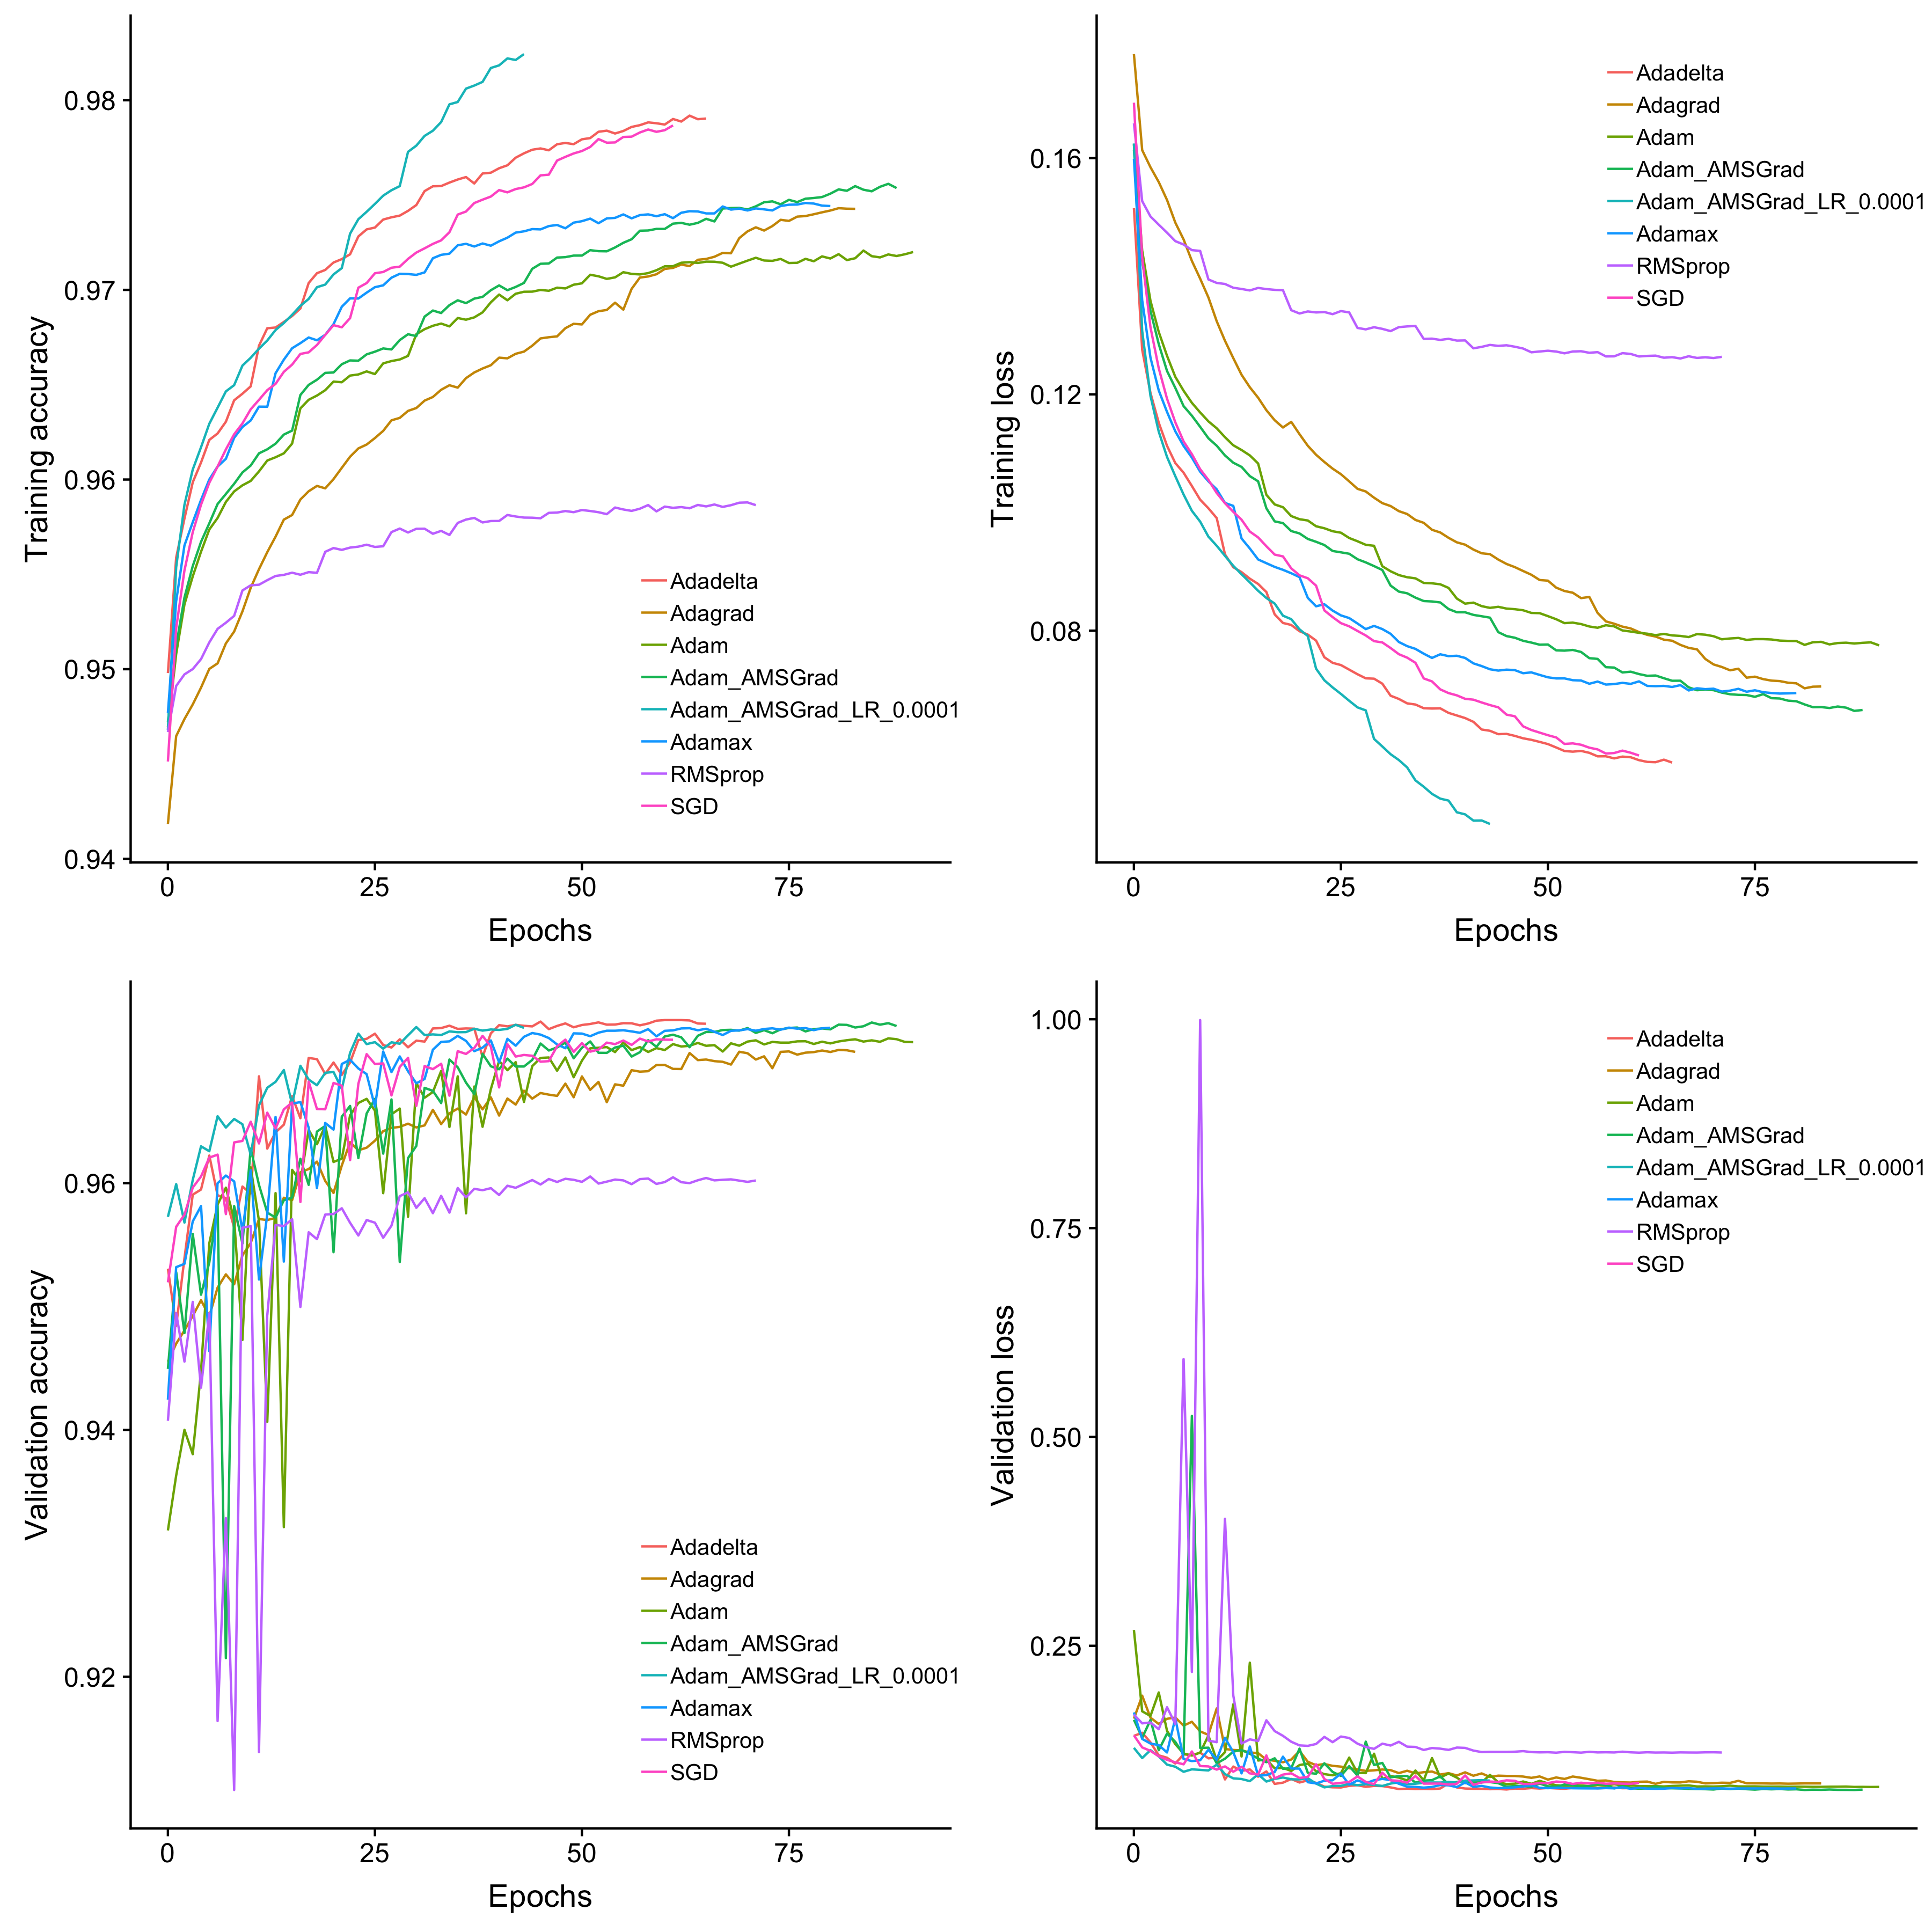 Training accuracy
0.98
0.97
0.96
0.95
0.94
0
25
50
75
Epochs
Adadelta
Adagrad
Adam
Adam_AMSGrad
Adam_AMSGrad_LR_0.0001
Adamax
RMSprop
SGD
Training loss
0.16
0.12
0.08
0
25
50
75
Epochs
Adadelta
Adagrad
Adam
Adam_AMSGrad
Adam_AMSGrad_LR_0.0001
Adamax
RMSprop
SGD
Validation accuracy
0.96
0.94
0.92
0
25
50
75
Epochs
Adadelta
Adagrad
Adam
Adam_AMSGrad
Adam_AMSGrad_LR_0.0001
Adamax
RMSprop
SGD
Validation loss
1.00
0.75
0.50
0.25
0
25
50
75
Epochs
Adadelta
Adagrad
Adam
Adam_AMSGrad
Adam_AMSGrad_LR_0.0001
Adamax
RMSprop
SGD